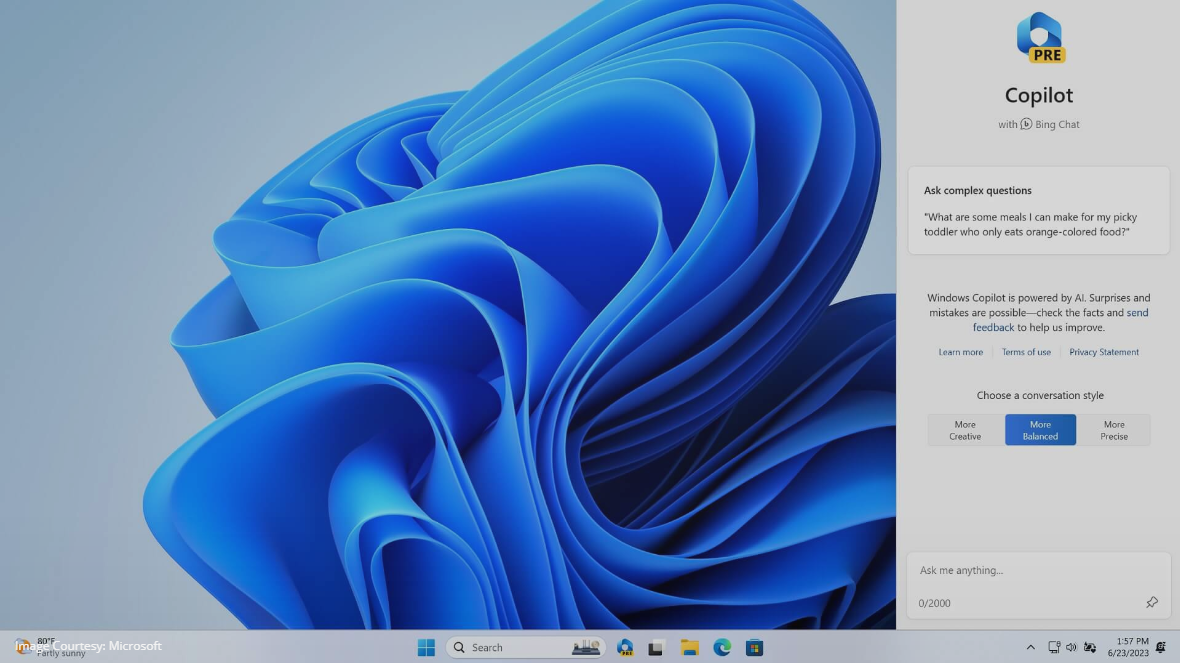 PRE
Copilot
with Bing Chat
Ask complex questions
"What are some meals I can make for my picky
toddler who only eats orange-colored food?"
Windows Copilot is powered by AI. Surprises and
mistakes are possible—check the facts and send
feedback to help us improve.
Learn more Terms of use Privacy Statement
Choose a conversation style
More
Creative
More
Balanced
More
Precise
Ask me anything...
0/2000
80°F
Partly sunny
Image Courtesy: Microsoft
Search
PRE
1:57 PM
6/23/2023